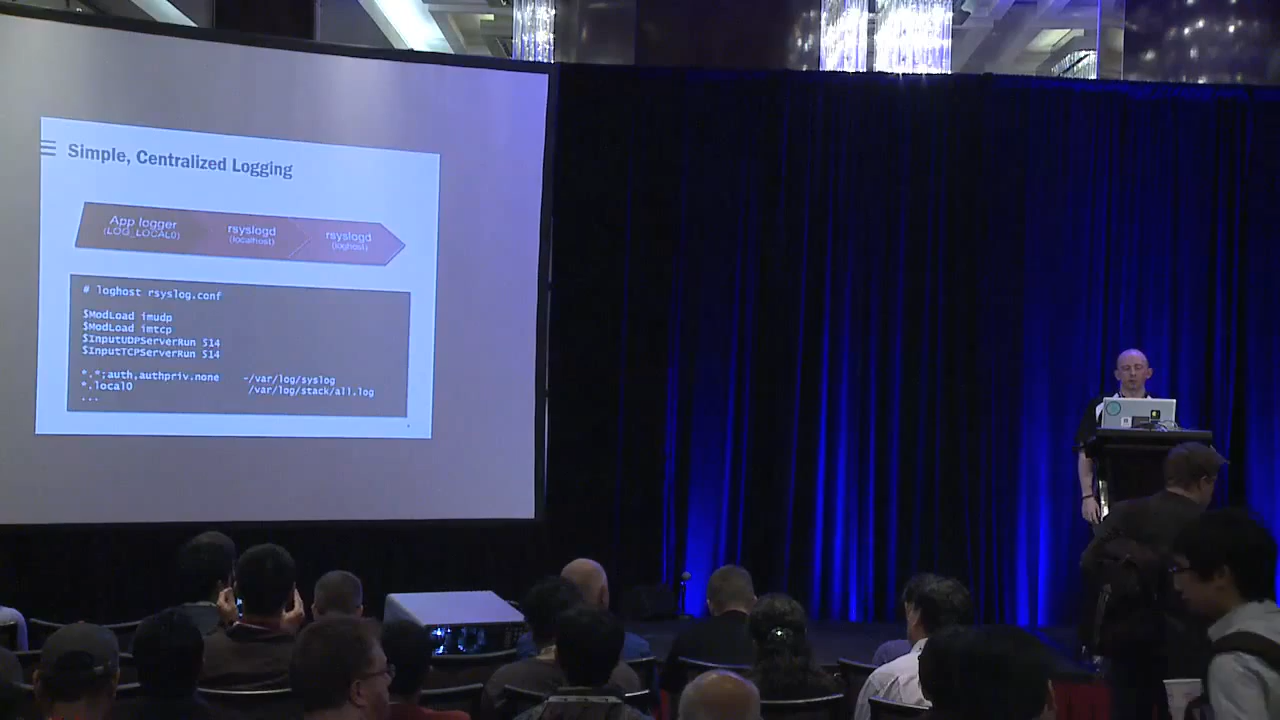 Simple, Centralized Logging
App logger
(LOG_LOCAL0)
rsyslogd
(localhost)
rsyslogd
(loghost)
# loghost rsyslog.conf
$ModLoad imudp
$ModLoad imtcp
$InputUDPServerRun 514
$InputTCPServerRun 514
*.*;auth,authpriv.none -/var/log/syslog
*.local0 /var/log/stack/all.log
...